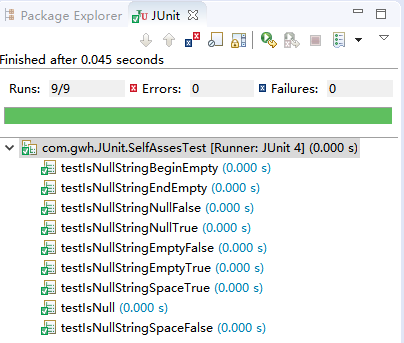 Package Explorer JUnit
Finished after 0.045 seconds
Runs: 9/9 Errors: 0 Failures: 0
com.gwh.JUnit.SelfAssesTest [Runner: JUnit 4] (0.000 s)
testIsNullStringBeginEmpty (0.000 s)
testIsNullStringEndEmpty (0.000 s)
testIsNullStringNullFalse (0.000 s)
testIsNullStringNullTrue (0.000 s)
testIsNullStringEmptyFalse (0.000 s)
testIsNullStringEmptyTrue (0.000 s)
testIsNullStringSpaceTrue (0.000 s)
testIsNull (0.000 s)
testIsNullStringSpaceFalse (0.000 s)